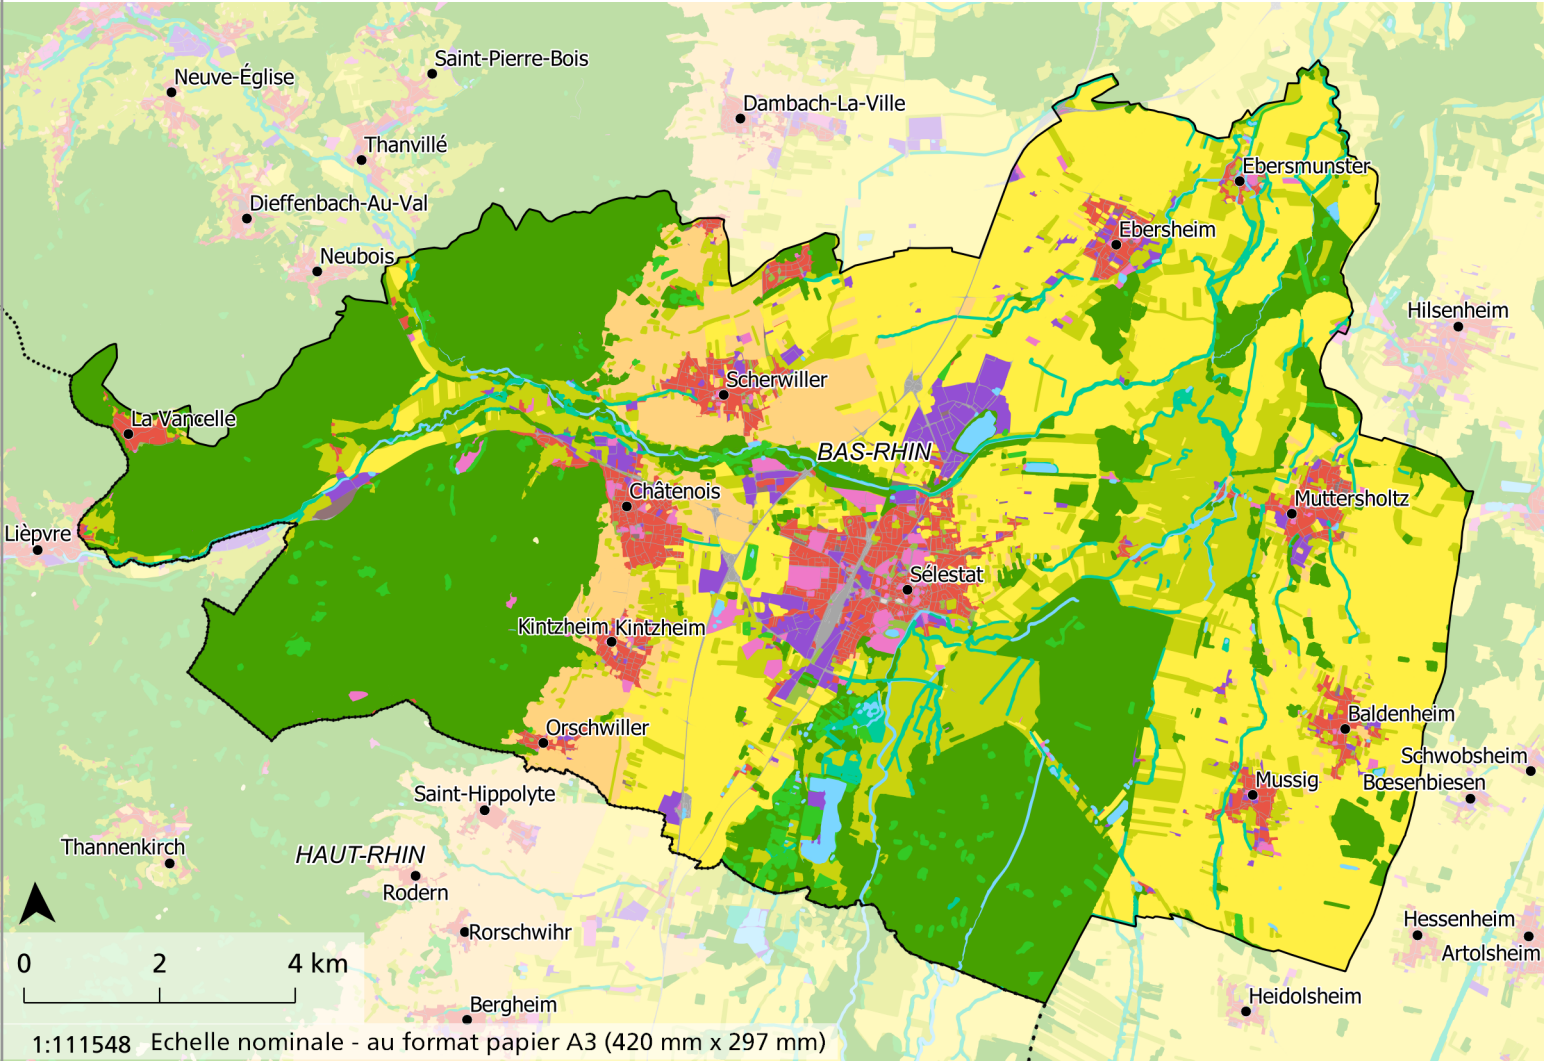 Saint-Pierre-Bois
Neuve-Église
Dambach-La-Ville
Thanvillé
Ebersmunster
Dieffenbach-Au-Val
Ebersheim
Neubois
Hilsenheim
Scherwiller
La Vancelle
BAS-RHIN
Châtenois
Muttersholtz
Lièpvre
Sélestat
Kintzheim Kintzheim
Baldenheim
Orschwiller
Schwobsheim
Mussig
Bœsenbiesen
Saint-Hippolyte
Thannenkirch
HAUT-RHIN
Rodern
Hessenheim
Rorschwihr
Artolsheim
0 2 4 km
Heidolsheim
Bergheim
1:111548 Echelle nominale - au format papier A3 (420 mm x 297 mm)